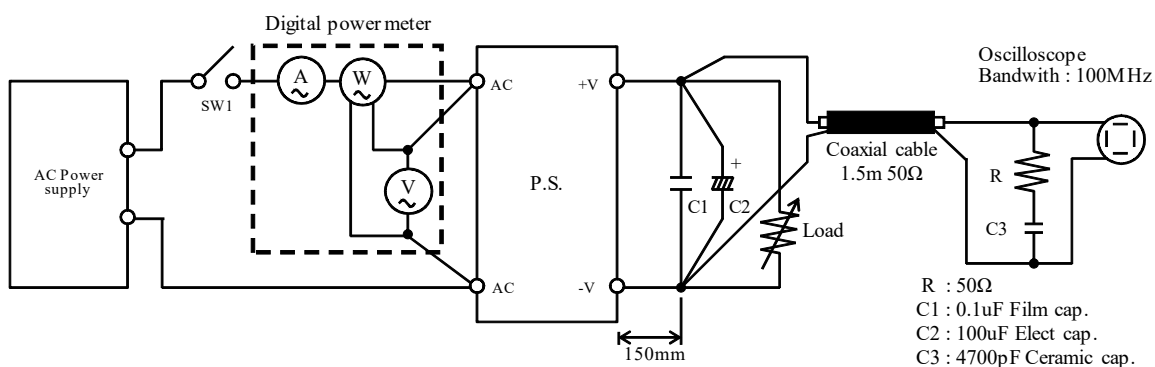 Digital power meter
Oscilloscope
Bandwith : 100MHz
SW1
A
W
V
AC Power
supply
AC
AC
P.S.
+V
-V
C1
+
C2
Load
150mm
Coaxial cable
1.5m 50Ω
R
C3
R : 50Ω
C1 : 0.1uF Film cap.
C2 : 100uF Elect cap.
C3 : 4700pF Ceramic cap.